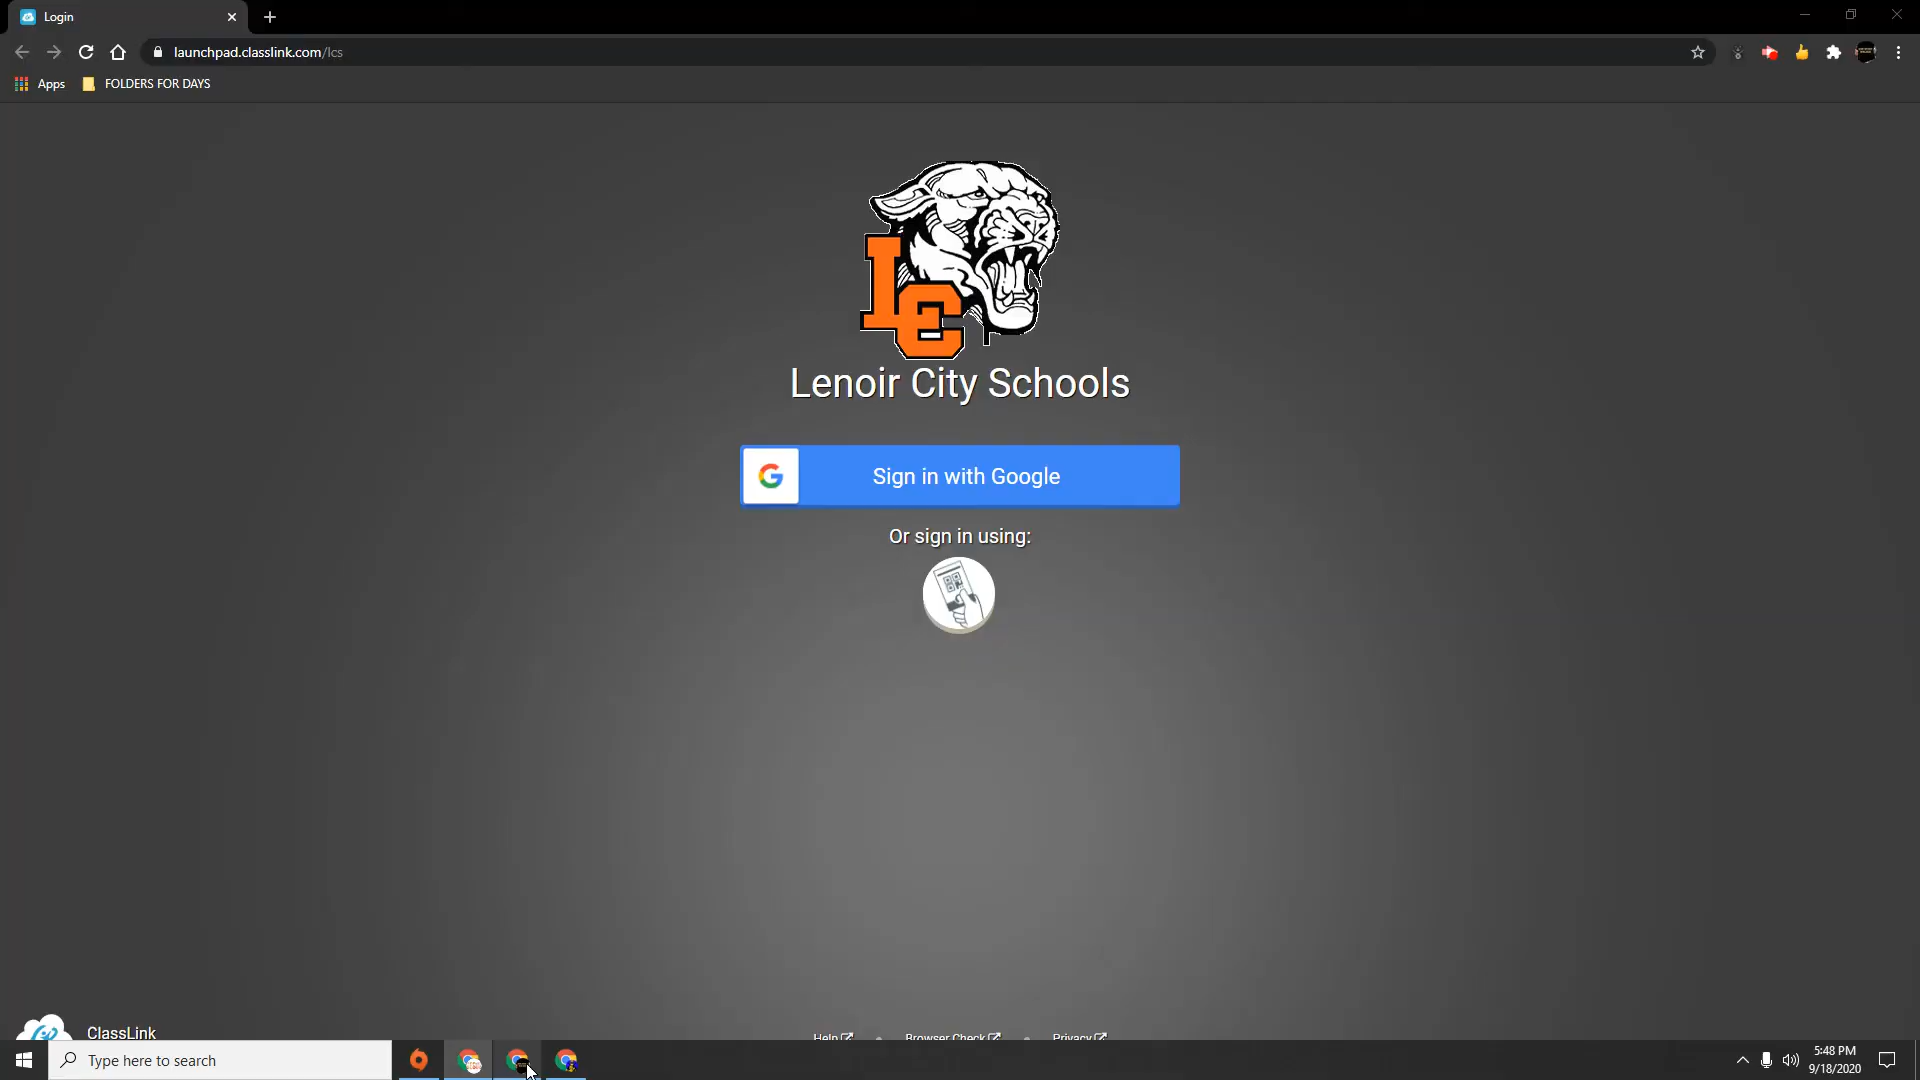 Login
launchpad.classlink.com/lcs
Apps
FOLDERS FOR DAYS
LC
Lenoir City Schools
G Sign in with Google
Or sign in using:
ClassLink
Help
Browser Check
Privacy
Type here to search
5:48 PM
9/18/2020